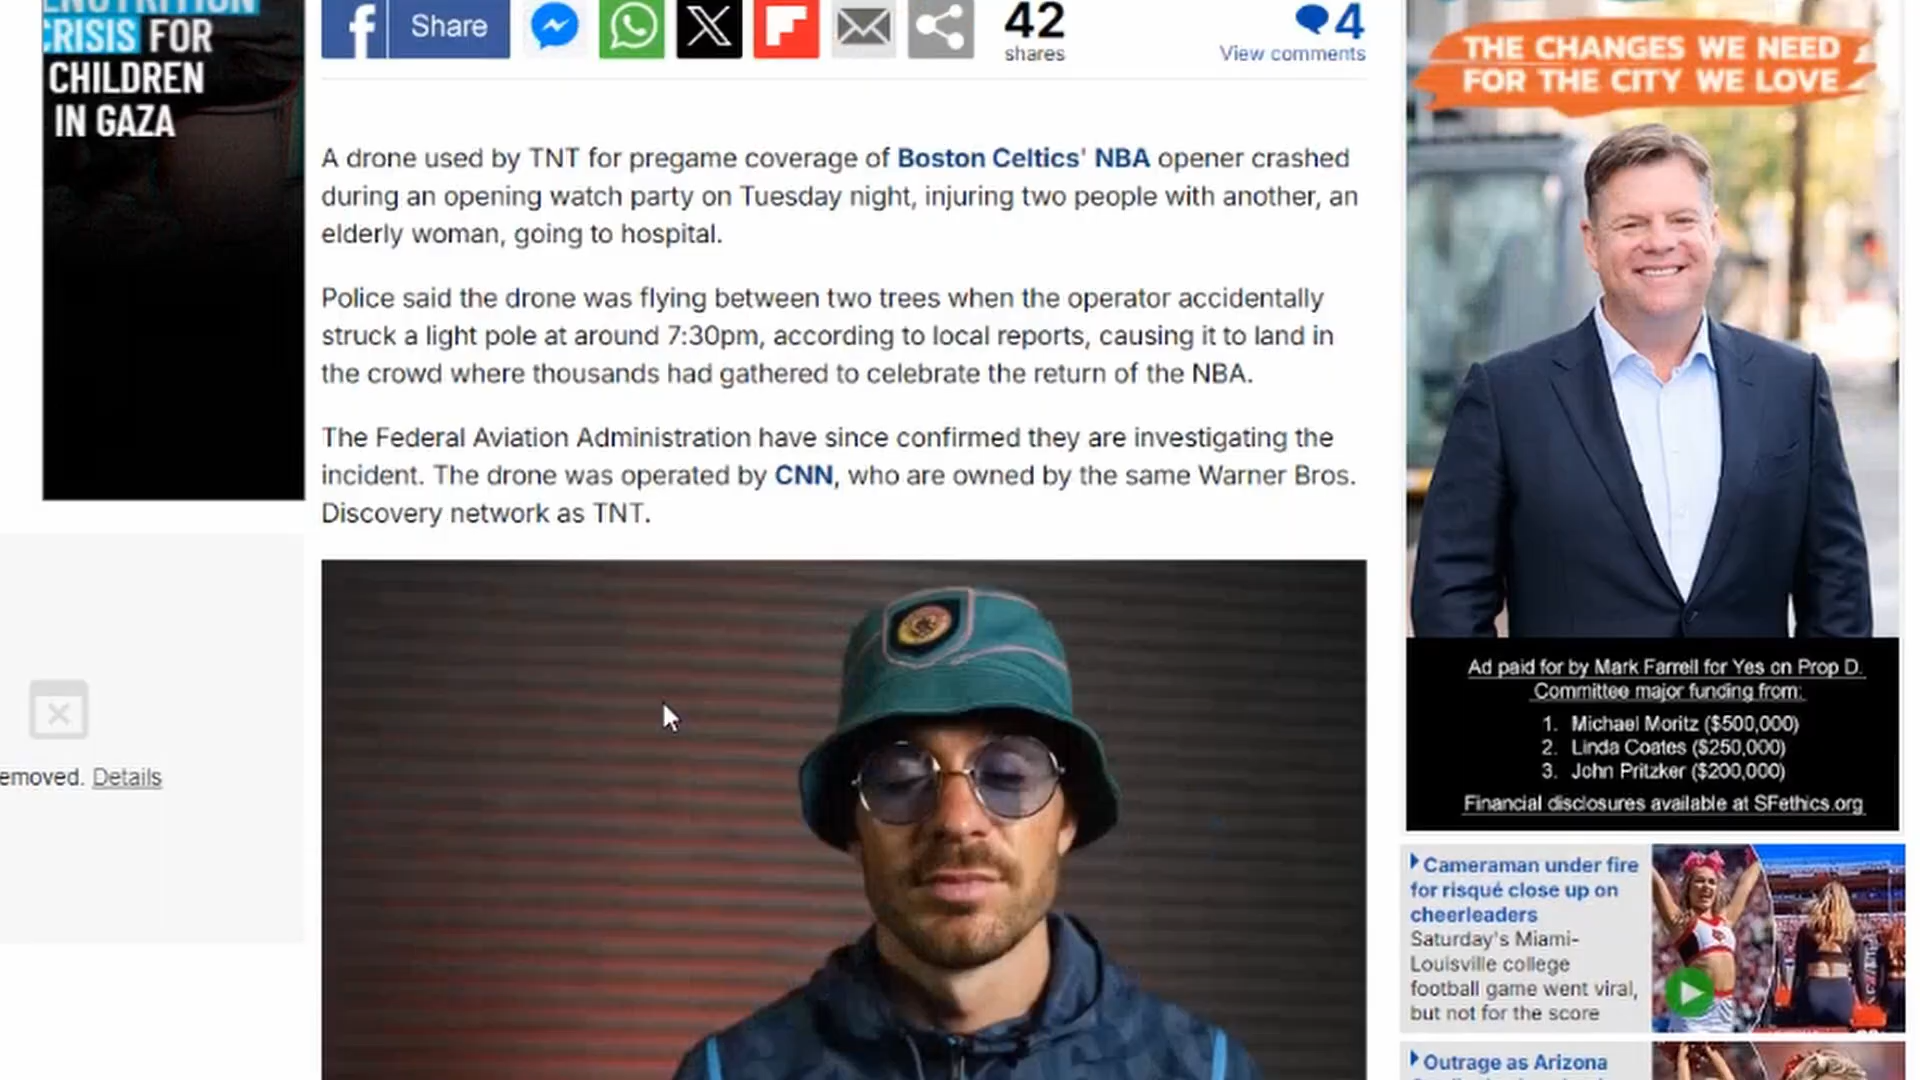 CRISIS FOR
CHILDREN
IN GAZA
Share
42
shares
4
View comments
A drone used by TNT for pregame coverage of Boston Celtics' NBA opener crashed
during an opening watch party on Tuesday night, injuring two people with another, an
elderly woman, going to hospital.
Police said the drone was flying between two trees when the operator accidentally
struck a light pole at around 7:30pm, according to local reports, causing it to land in
the crowd where thousands had gathered to celebrate the return of the NBA.
The Federal Aviation Administration have since confirmed they are investigating the
incident. The drone was operated by CNN, who are owned by the same Warner Bros.
Discovery network as TNT.
emoved. Details
THE CHANGES WE NEED
FOR THE CITY WE LOVE
Ad paid for by Mark Farrell for Yes on Prop D.
Committee major funding from:
1. Michael Moritz ($500,000)
2. Linda Coates ($250,000)
3. John Pritzker ($200,000)
Financial disclosures available at SFethics.org
Cameraman under fire
for risqué close up on
cheerleaders
Saturday's Miami-
Louisville college
football game went viral,
but not for the score
Outrage as Arizona